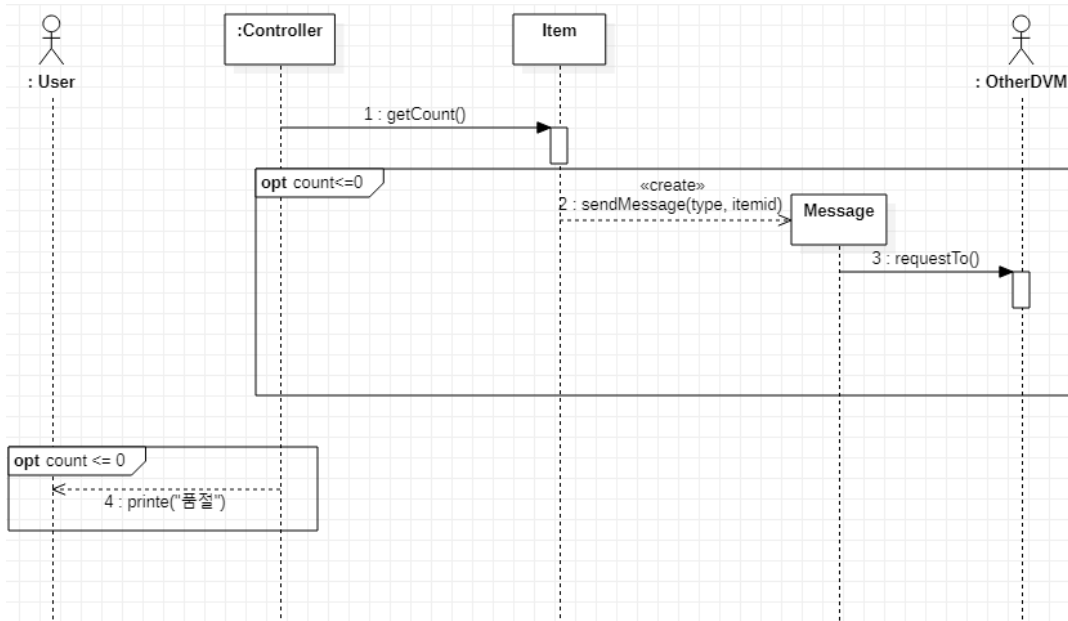 :Controller
Item
: User
: OtherDVM
1 : getCount()
opt count<=0
«create»
2 : sendMessage(type, itemid)
Message
3 : requestTo()
opt count <= 0
4 : printe("품절")